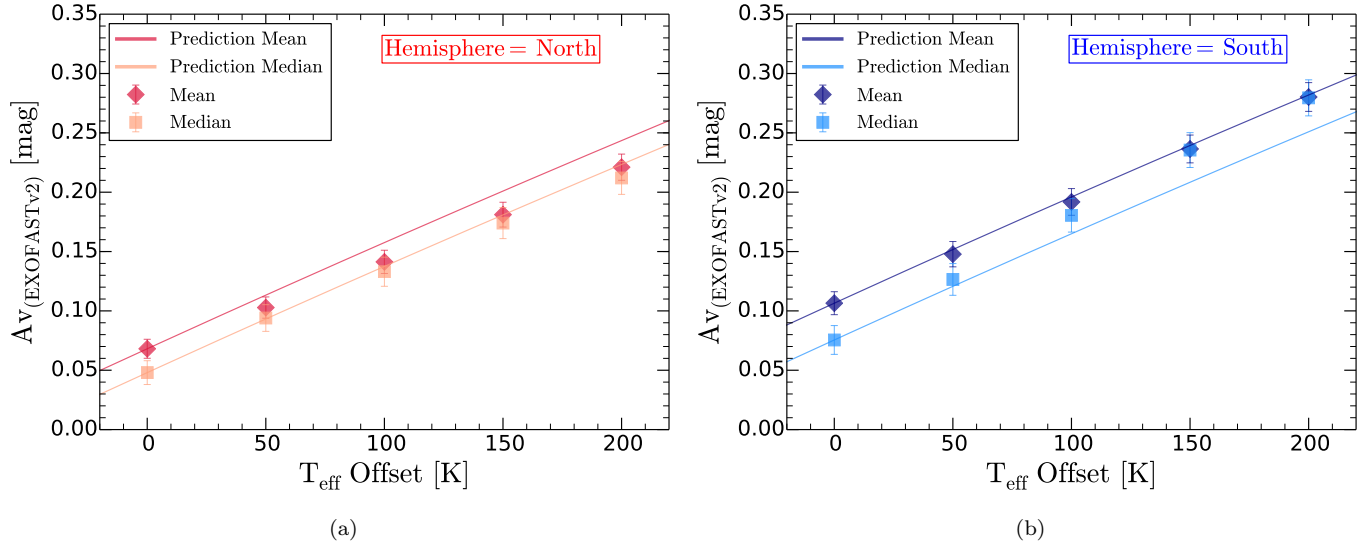 0.35
0.30
0.25
0.20
0.15
0.10
0.05
0.00
Av(EXOFASTv2) [mag]
Prediction Mean
Prediction Median
Mean
Median
Hemisphere = North
0 50 100 150 200
Teff Offset [K]
(a)
0.35
0.30
0.25
0.20
0.15
0.10
0.05
0.00
Av(EXOFASTv2) [mag]
Prediction Mean
Prediction Median
Mean
Median
Hemisphere = South
0 50 100 150 200
Teff Offset [K]
(b)